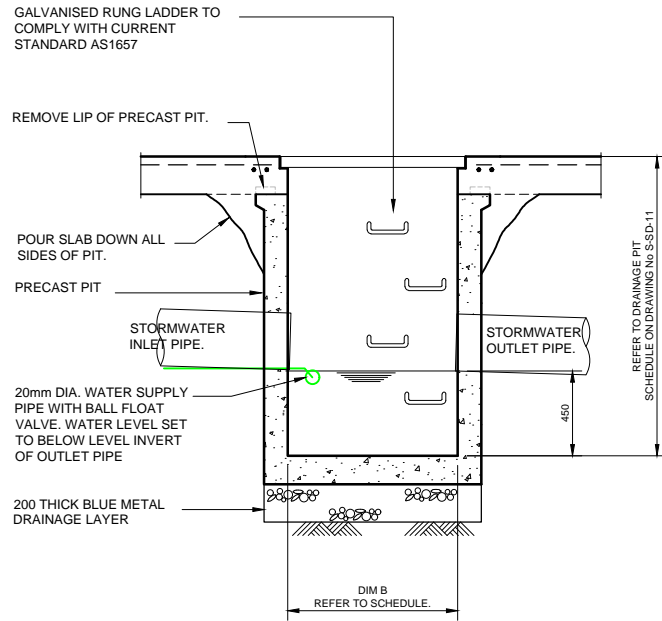 GALVANISED RUNG LADDER TO
COMPLY WITH CURRENT
STANDARD AS1657
REMOVE LIP OF PRECAST PIT.
POUR SLAB DOWN ALL
SIDES OF PIT.
PRECAST PIT
STORMWATER
INLET PIPE.
STORMWATER
OUTLET PIPE.
REFER TO DRAINAGE PIT
SCHEDULE ON DRAWING No S-SD-11
20mm DIA. WATER SUPPLY
PIPE WITH BALL FLOAT
VALVE. WATER LEVEL SET
TO BELOW LEVEL INVERT
OF OUTLET PIPE
450
200 THICK BLUE METAL
DRAINAGE LAYER
DIM B
REFER TO SCHEDULE.